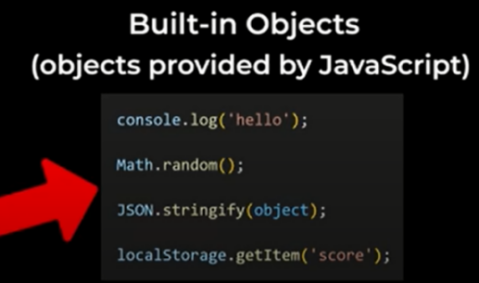 Built-in Objects
(objects provided by JavaScript)
console.log('hello');
Math.random();
JSON.stringify(object);
localStorage.getItem('score');